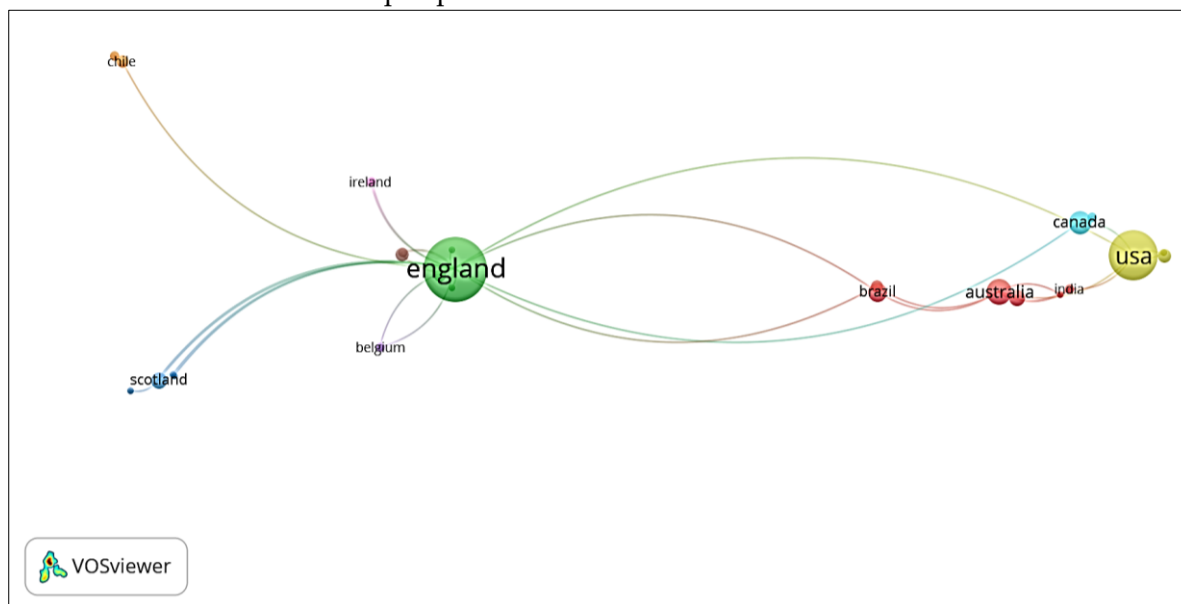 chile
ireland
canada
usa
england
brazil
australia
india
belgium
scotland
VOSviewer